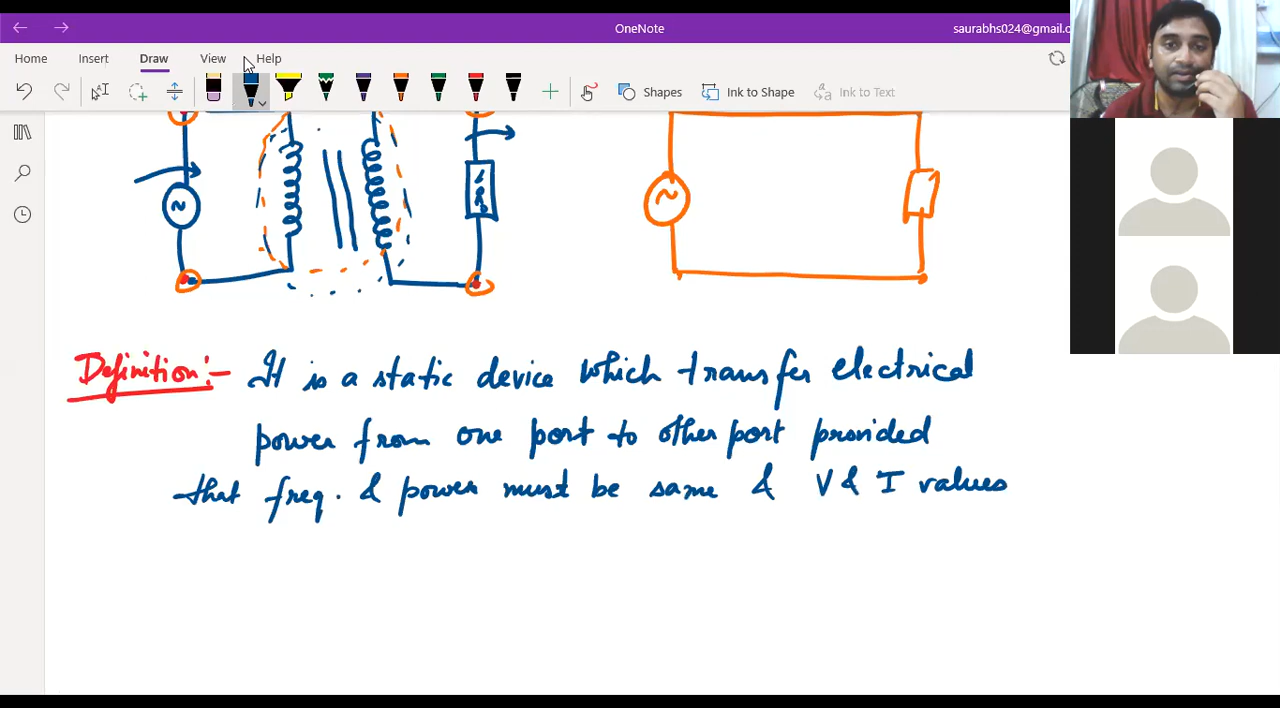 OneNote
saurabhs024@gmail.c
Home Insert Draw View Help
Shapes Ink to Shape Ink to Text
Definition:- It is a static device which transfer electrical
power from one port to other port provided
that freq. & power must be same & V & I values